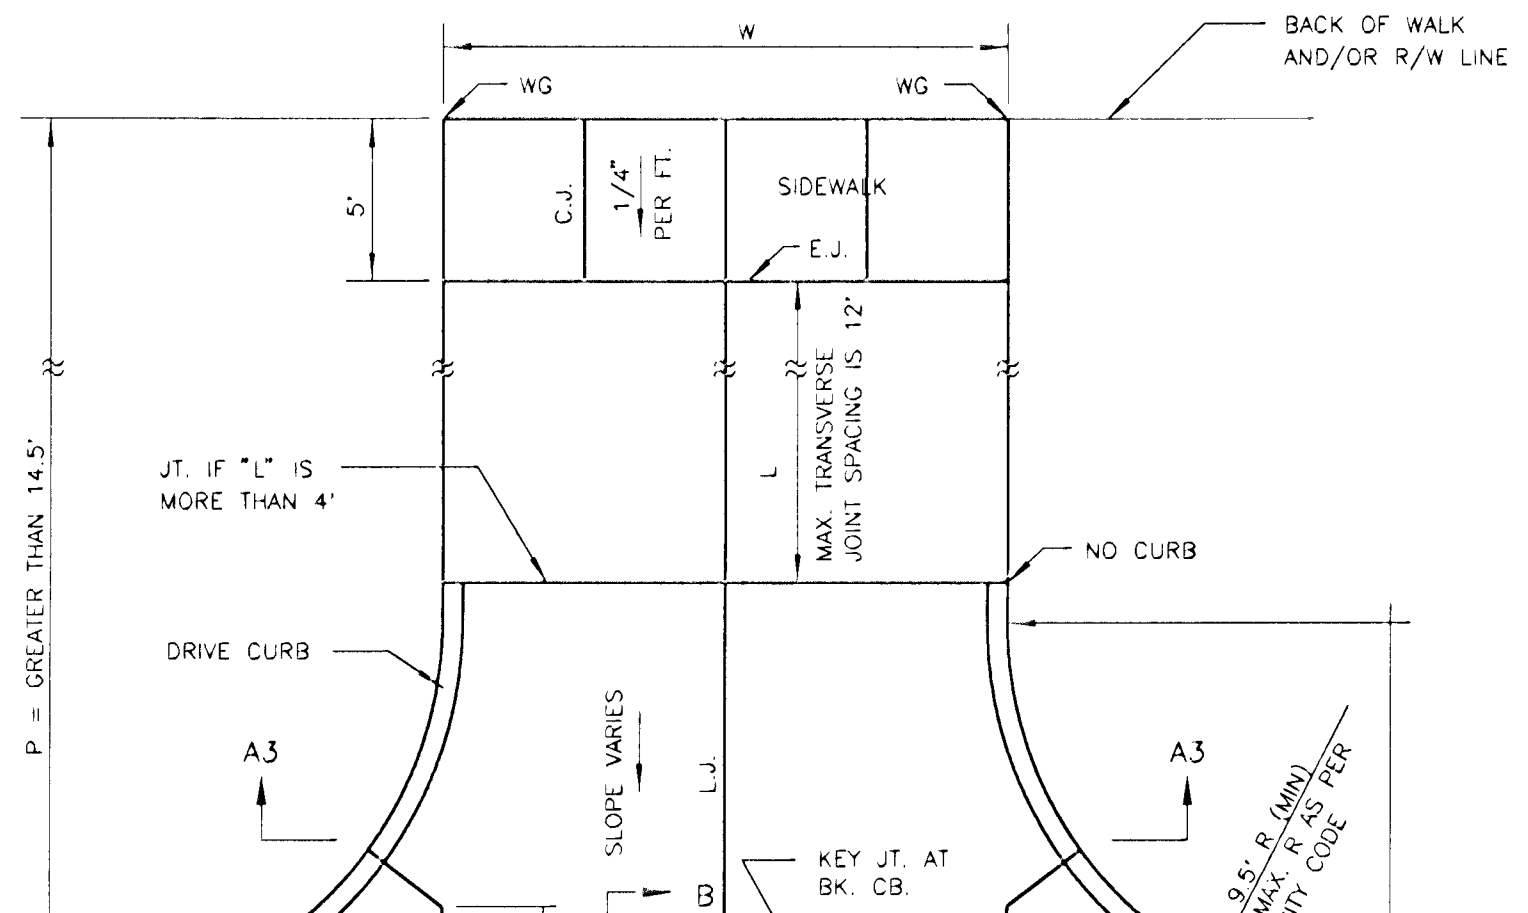 W
BACK OF WALK
AND/OR R/W LINE
WG
WG
5'
C.J.
1/4"
PER FT.
SIDEWALK
E.J.
MAX. TRANSVERSE
JOINT SPACING IS 12'
L
P = GREATER THAN 14.5'
JT. IF "L" IS
MORE THAN 4'
NO CURB
DRIVE CURB
A3
SLOPE VARIES
L.J.
A3
9.5' R (MIN)
MAX. R AS PER
CITY CODE
KEY JT. AT
BK. CB.
B